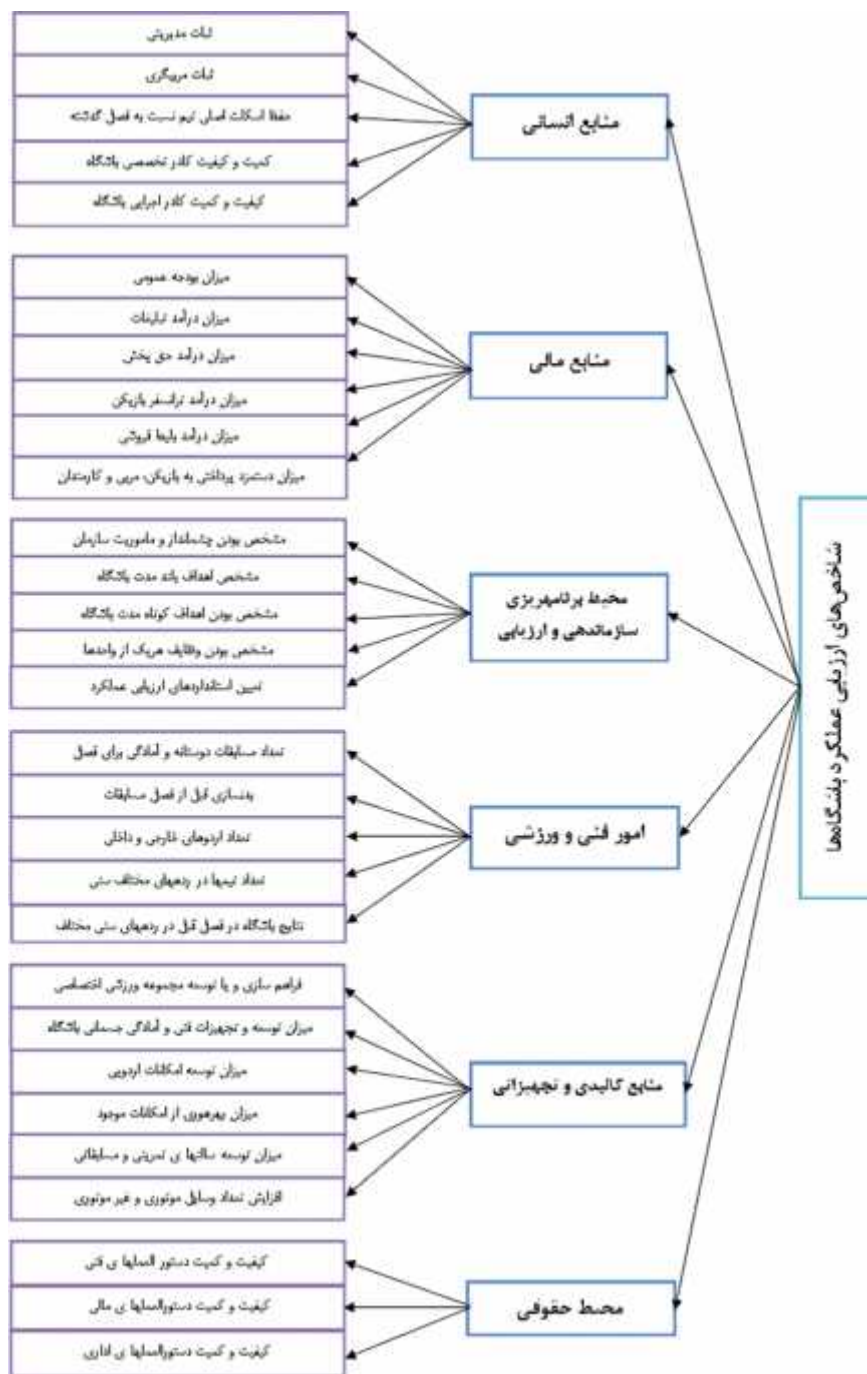 شاخص‌های ارزیابی عملکرد باشگاه‌ها
منابع انسانی
ثبات مدیریتی
ثبات مربیگری
حفظ اسکلت اصلی تیم نسبت به فصل گذشته
کمیت و کیفیت کادر تخصصی باشگاه
کیفیت و کمیت کادر اجرایی باشگاه
منابع مالی
میزان بودجه عمومی
میزان درآمد تبلیغات
میزان درآمد حق پخش
میزان درآمد ترانسفر بازیکن
میزان درآمد بلیط فروشی
میزان دستمزد پرداختی به بازیکن، مربی و کارمندان
محیط برنامهریزی
سازماندهی و ارزیابی
مشخص بودن چشمانداز و ماموریت سازمان
مشخص اهداف بلند مدت باشگاه
مشخص بودن اهداف کوتاه مدت باشگاه
مشخص بودن وظایف هریک از واحدها
تعیین استانداردهای ارزیابی عملکرد
امور فنی و ورزشی
تعداد مسابقات دوستانه و آمادگی برای فصل
بدنسازی قبل از فصل مسابقات
تعداد اردوهای خارجی و داخلی
تعداد تیمها در ردههای مختلف سنی
نتایج باشگاه در فصل قبل در ردههای سنی مختلف
منابع کالبدی و تجهیزاتی
فراهم سازی و یا توسعه مجموعه ورزشی اختصاصی
میزان توسعه و تجهیزات فنی و آمادگی جسمانی باشگاه
میزان توسعه امکانات اردویی
میزان بهرهوری از امکانات موجود
میزان توسعه سالنها ی تمرینی و مسابقاتی
افزایش تعداد وسایل موتوری و غیر موتوری
محیط حقوقی
کیفیت و کمیت دستور العملها ی فنی
کیفیت و کمیت دستورالعملها ی مالی
کیفیت و کمیت دستورالعملها ی اداری